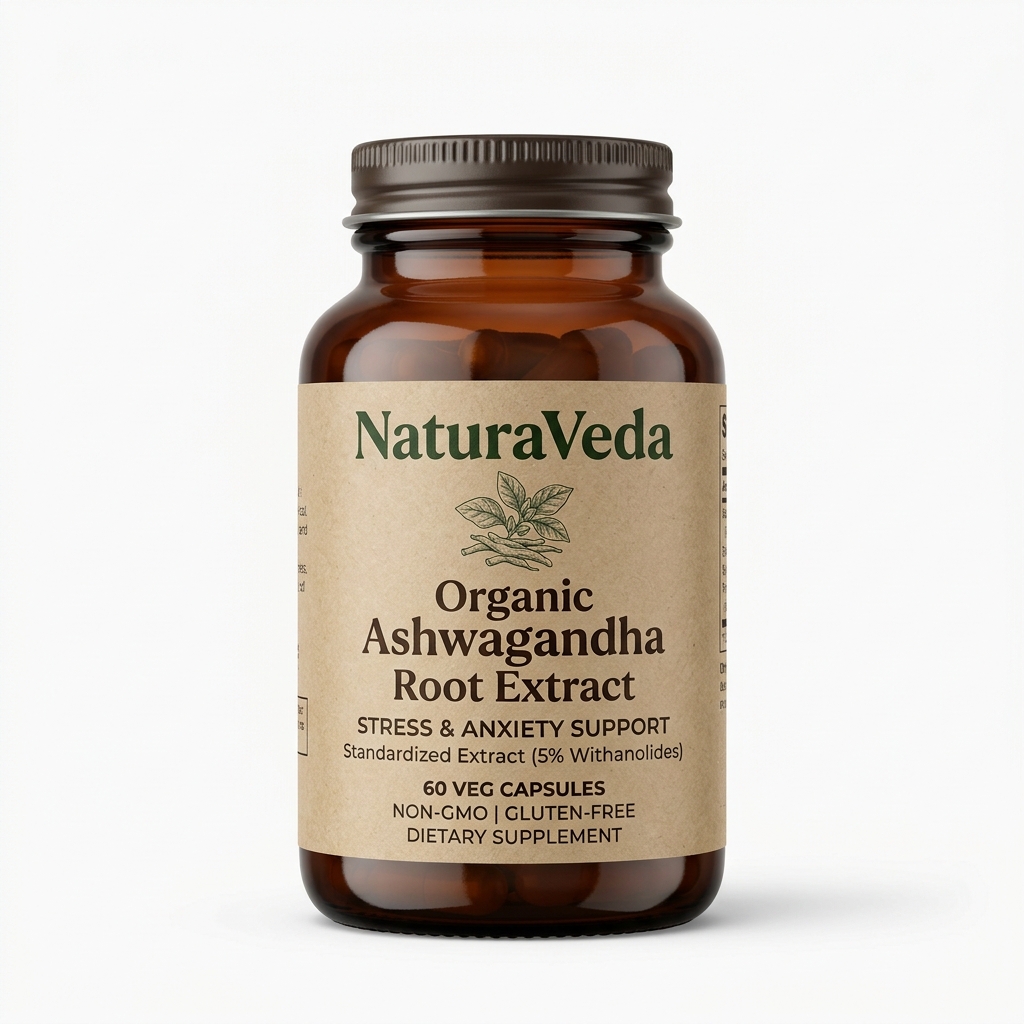 NaturaVeda
Organic
Ashwagandha
Root Extract
STRESS & ANXIETY SUPPORT
Standardized Extract (5% Withanolides)
60 VEG CAPSULES
NON-GMO | GLUTEN-FREE
DIETARY SUPPLEMENT